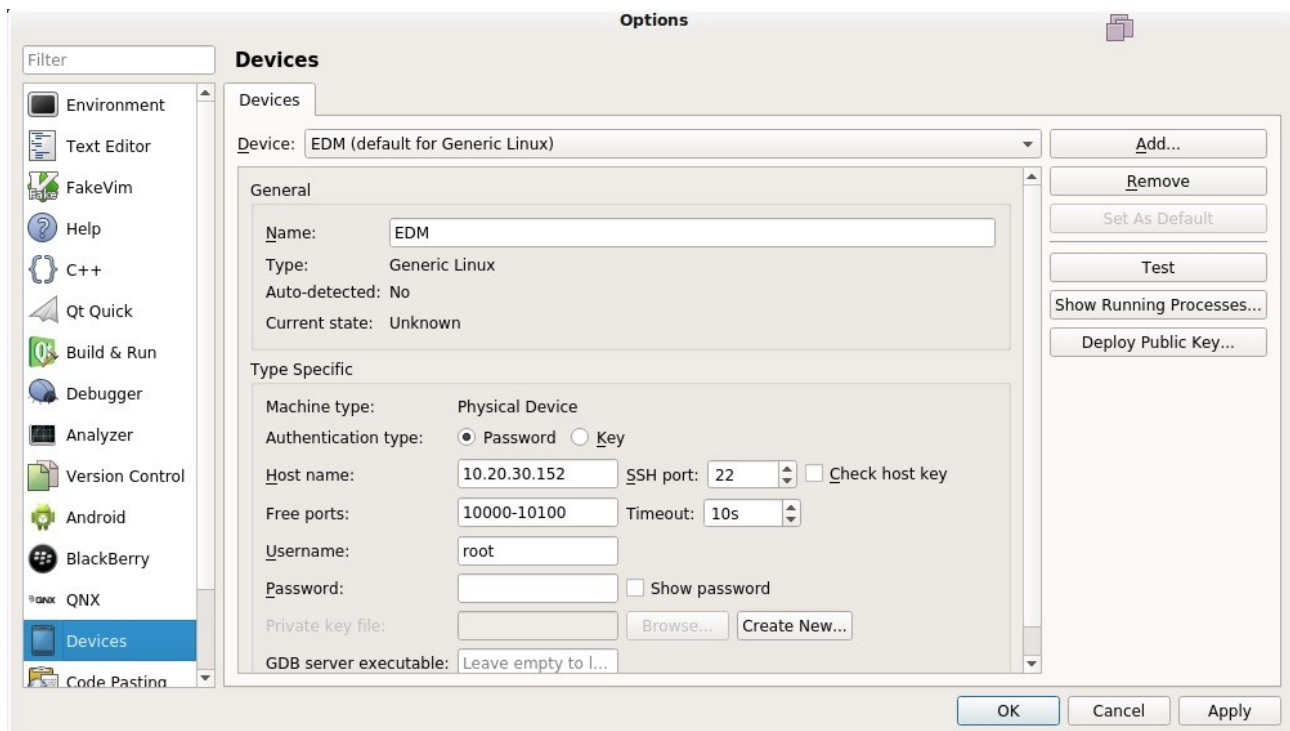 Options
Filter
Devices
Environment
Text Editor
FakeVim
Help
C++
Qt Quick
Build & Run
Debugger
Analyzer
Version Control
Android
BlackBerry
QNX
Devices
Code Pasting
Devices
Device: EDM (default for Generic Linux)
General
Name: EDM
Type: Generic Linux
Auto-detected: No
Current state: Unknown
Type Specific
Machine type: Physical Device
Authentication type: Password Key
Host name: 10.20.30.152 SSH port: 22 Check host key
Free ports: 10000-10100 Timeout: 10s
Username: root
Password: Show password
Private key file: Browse... Create New...
GDB server executable: Leave empty to l...
Add...
Remove
Set As Default
Test
Show Running Processes...
Deploy Public Key...
OK Cancel Apply